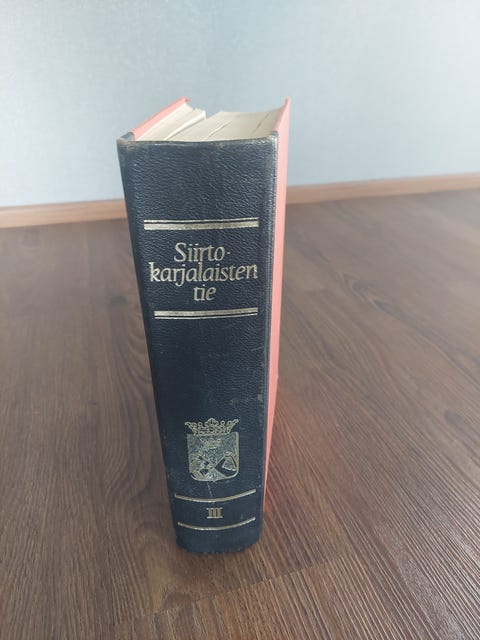 Siirto-
karjalaisten
tie
III